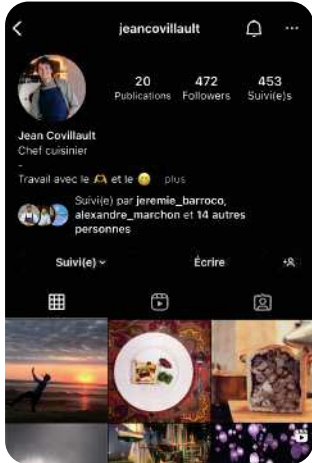 jeancovillault
20 472 453
Publications Followers Suivi(e)s
Jean Covillault
Chef cuisinier
-
Travail avec le 🫶 et le 😊 plus
Suivi(e) par jeremie_barroco,
alexandre_marchon et 14 autres
personnes
Suivi(e) Écrire